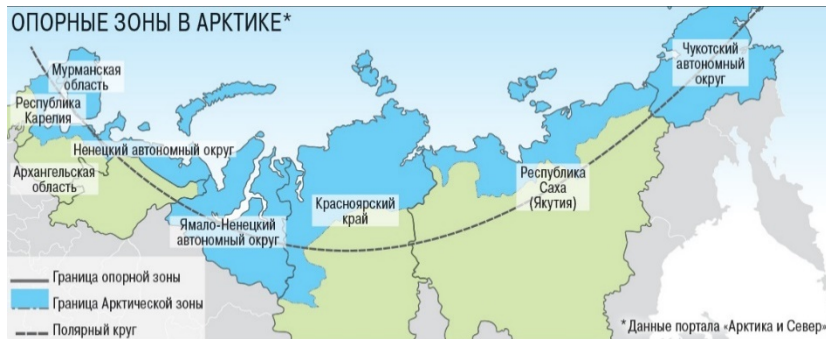 ОПОРНЫЕ ЗОНЫ В АРКТИКЕ*
Мурманская
область
Республика
Карелия
Ненецкий автономный округ
Архангельская
область
Ямало-Ненецкий
автономный округ
Красноярский
край
Республика
Саха
(Якутия)
Чукотский
автономный
округ
Граница опорной зоны
Граница Арктической зоны
Полярный круг
* Данные портала «Арктика и Север»